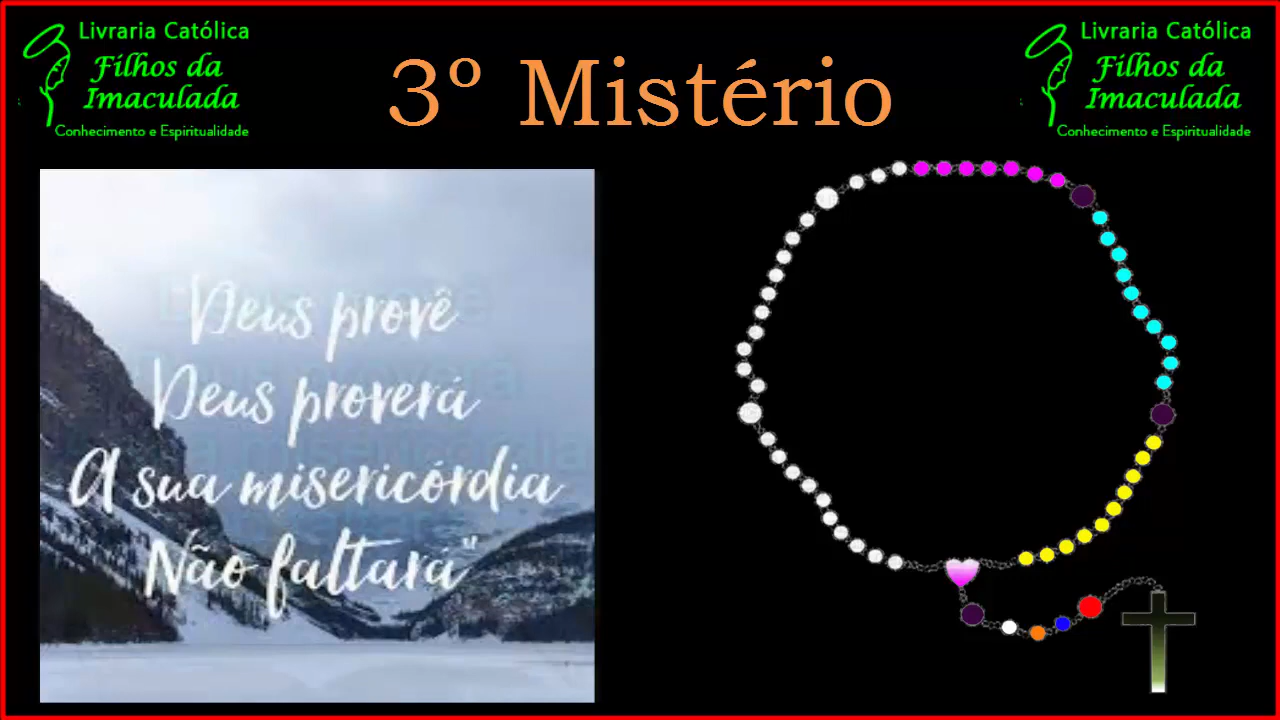 Livraria Católica
Filhos da
Imaculada
Conhecimento e Espiritualidade
3º Mistério
Livraria Católica
Filhos da
Imaculada
Conhecimento e Espiritualidade
Deus provê
Deus proverá
A sua misericórdia
Não faltará"